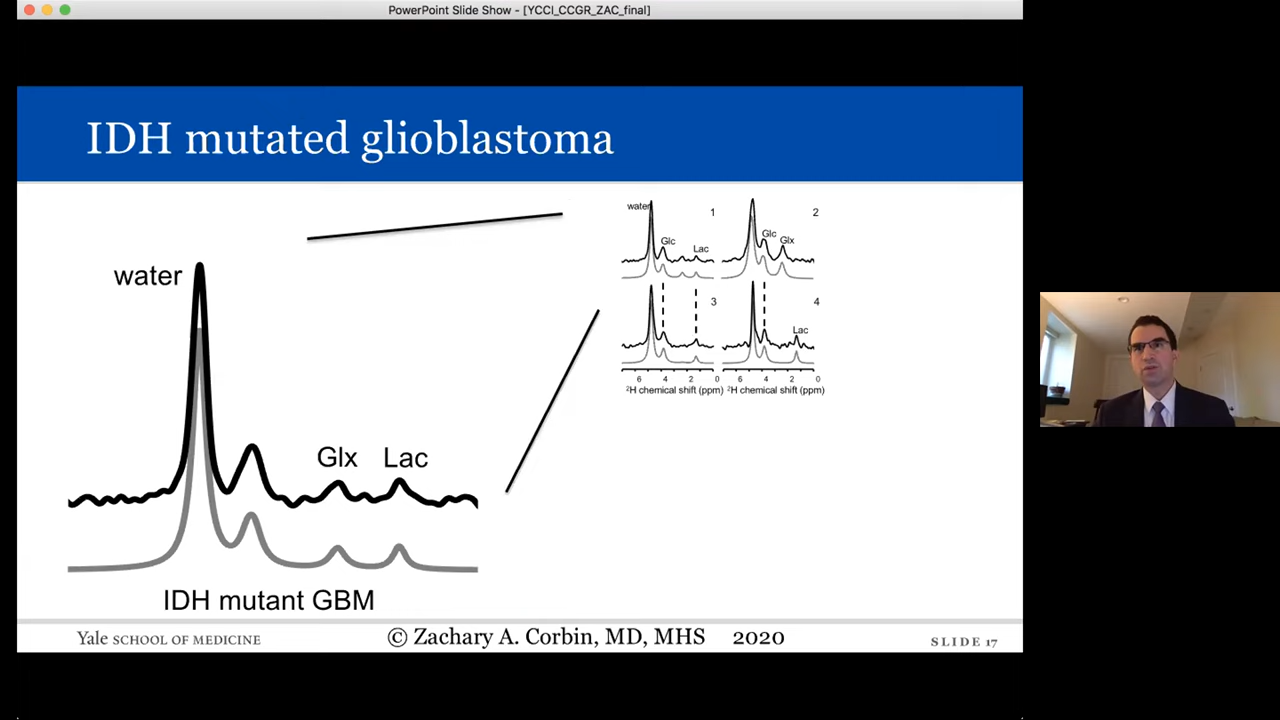 PowerPoint Slide Show - [YCCI_CCGR_ZAC_final]
IDH mutated glioblastoma
water
Glx Lac
IDH mutant GBM
water
Glc
Lac
1
Glc
Glx
2
3
Lac
4
6 4 2 0
²H chemical shift (ppm)
6 4 2 0
²H chemical shift (ppm)
Yale SCHOOL OF MEDICINE
© Zachary A. Corbin, MD, MHS 2020
SLIDE 17